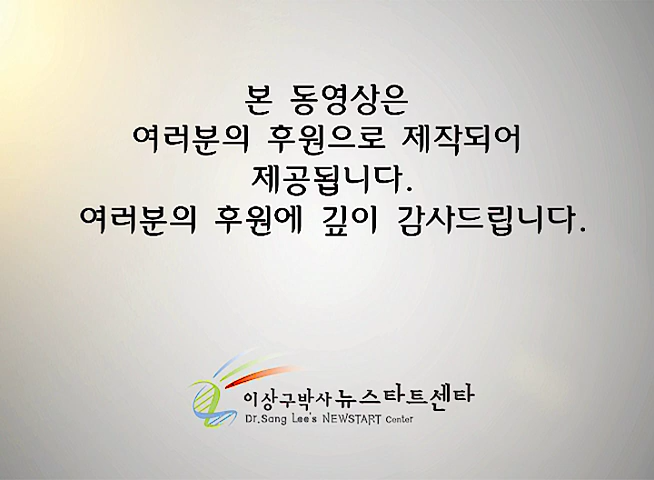 본 동영상은
여러분의 후원으로 제작되어
제공됩니다.
여러분의 후원에 깊이 감사드립니다.
이상구박사 뉴스타트센타
Dr.Sang Lee's NEWSTART Center